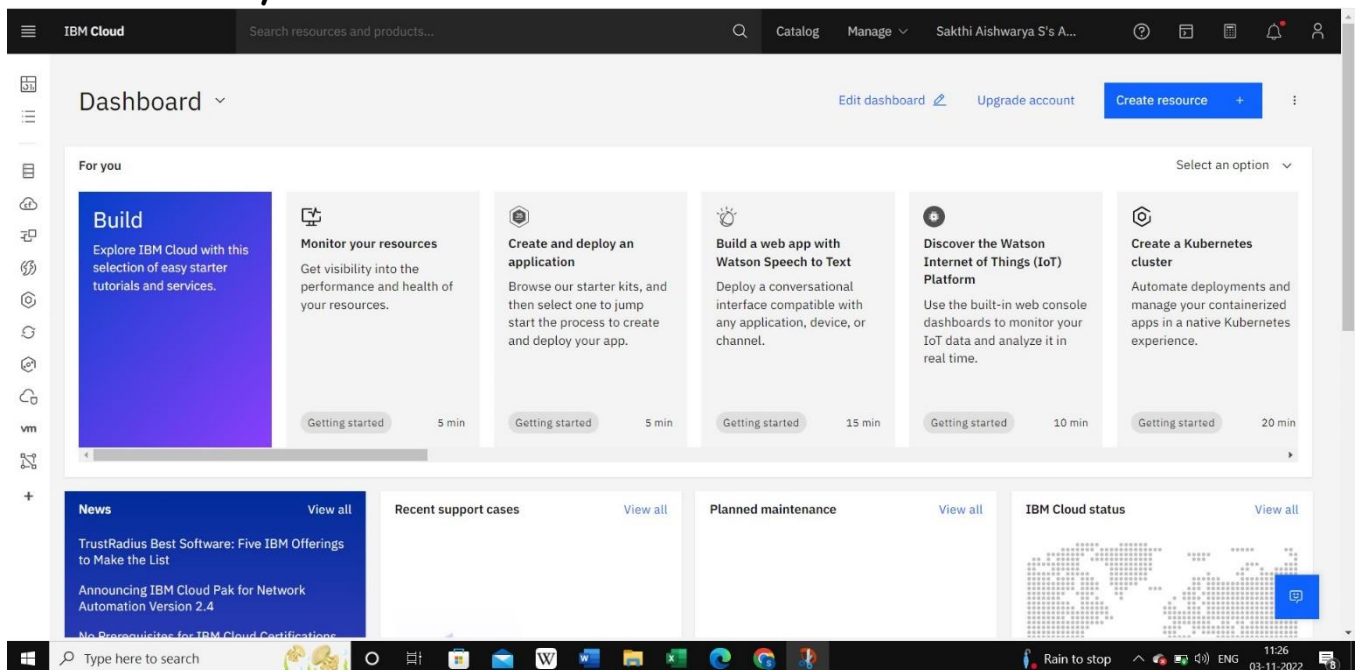 IBM Cloud
Search resources and products...
Catalog
Manage
Sakthi Aishwarya S's A...
Dashboard
Edit dashboard
Upgrade account
Create resource +
For you
Select an option
Build
Explore IBM Cloud with this
selection of easy starter
tutorials and services.
Monitor your resources
Get visibility into the
performance and health of
your resources.
Getting started
5 min
Create and deploy an
application
Browse our starter kits, and
then select one to jump
start the process to create
and deploy your app.
Getting started
5 min
Build a web app with
Watson Speech to Text
Deploy a conversational
interface compatible with
any application, device, or
channel.
Getting started
15 min
Discover the Watson
Internet of Things (IoT)
Platform
Use the built-in web console
dashboards to monitor your
IoT data and analyze it in
real time.
Getting started
10 min
Create a Kubernetes
cluster
Automate deployments and
manage your containerized
apps in a native Kubernetes
experience.
Getting started
20 min
vm
News
View all
TrustRadius Best Software: Five IBM Offerings
to Make the List
Announcing IBM Cloud Pak for Network
Automation Version 2.4
No Prerequisites for IBM Cloud Certifications
Recent support cases
View all
Planned maintenance
View all
IBM Cloud status
View all
Type here to search
Rain to stop
ENG
11:26
03-11-2022